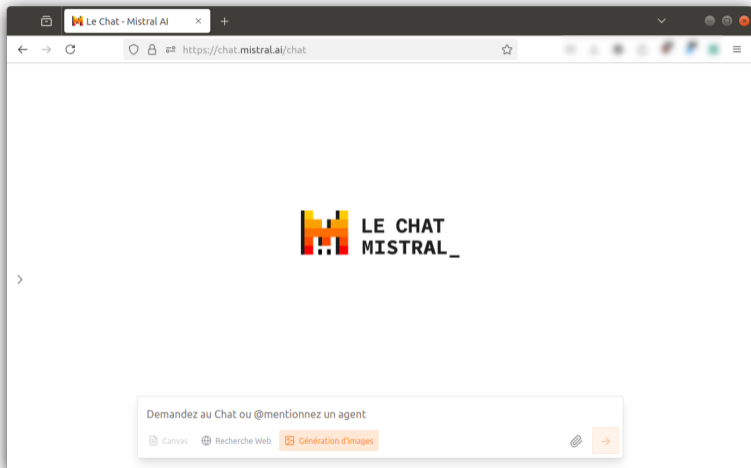 Le Chat - Mistral AI
https://chat.mistral.ai/chat
LE CHAT
MISTRAL_
Demandez au Chat ou @mentionnez un agent
Canvas Recherche Web Génération d'Images